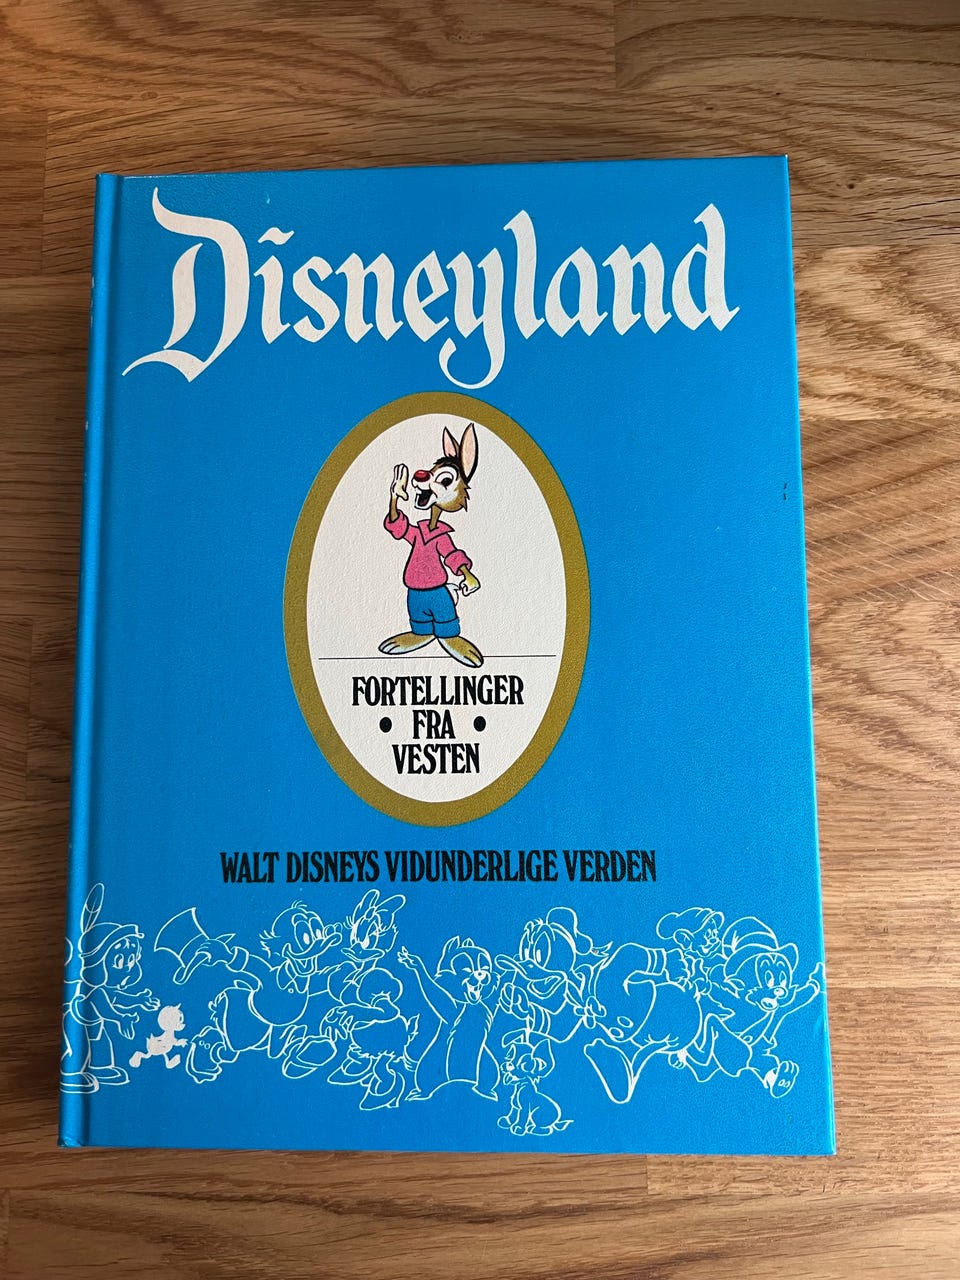 Disneyland
FORTELLINGER
• FRA •
VESTEN
WALT DISNEYS VIDUNDERLIGE VERDEN